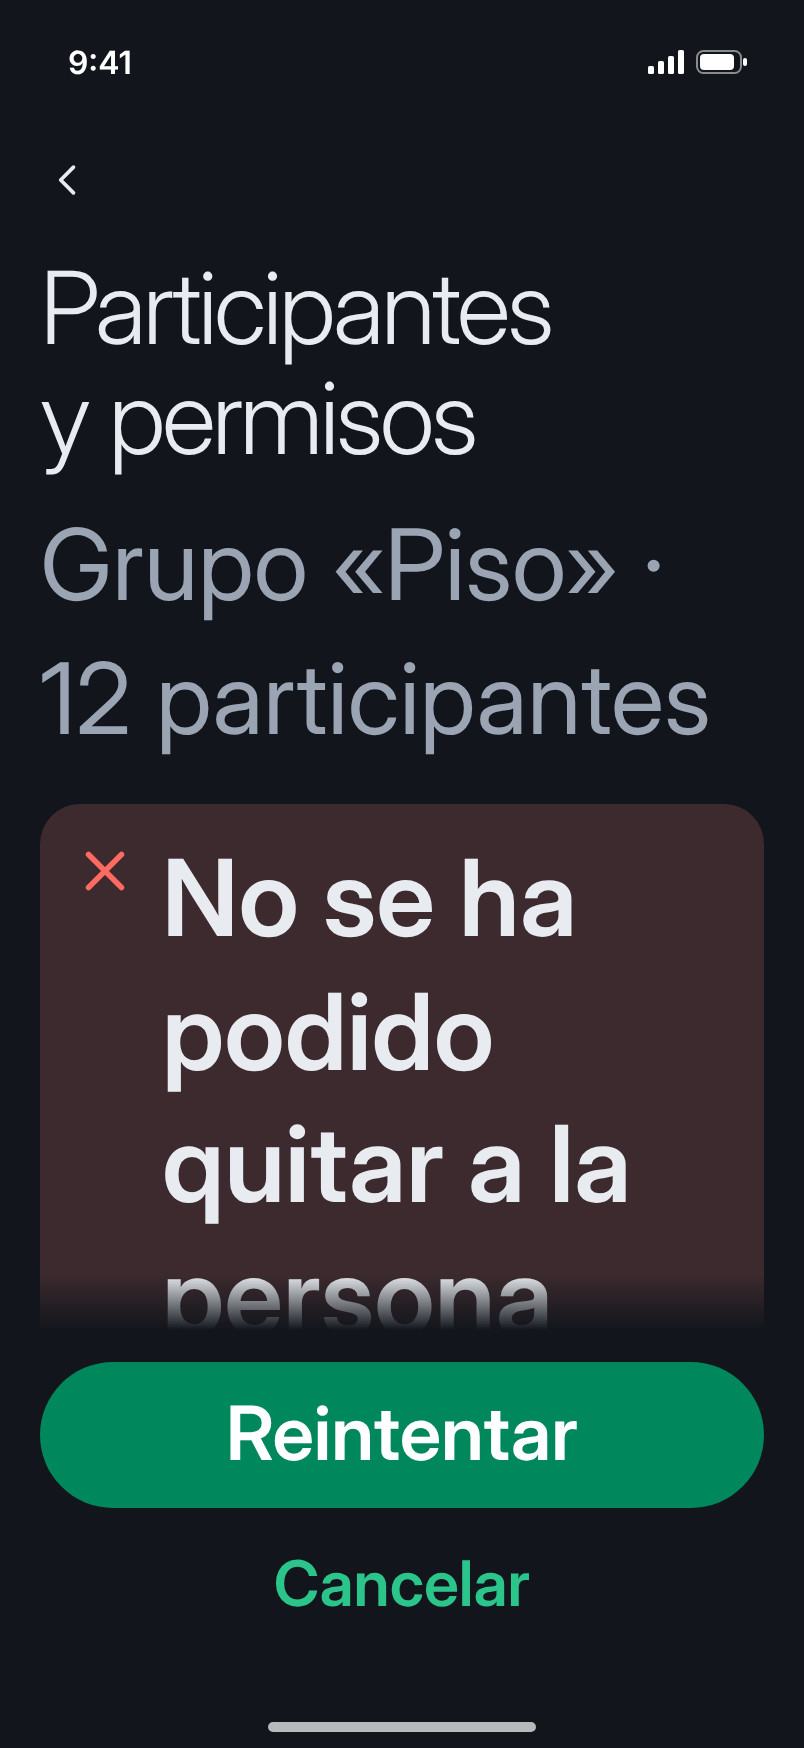 9:41
Participantes
y permisos
Grupo «Piso» ·
12 participantes
No se ha
podido
quitar a la
persona
Reintentar
Cancelar